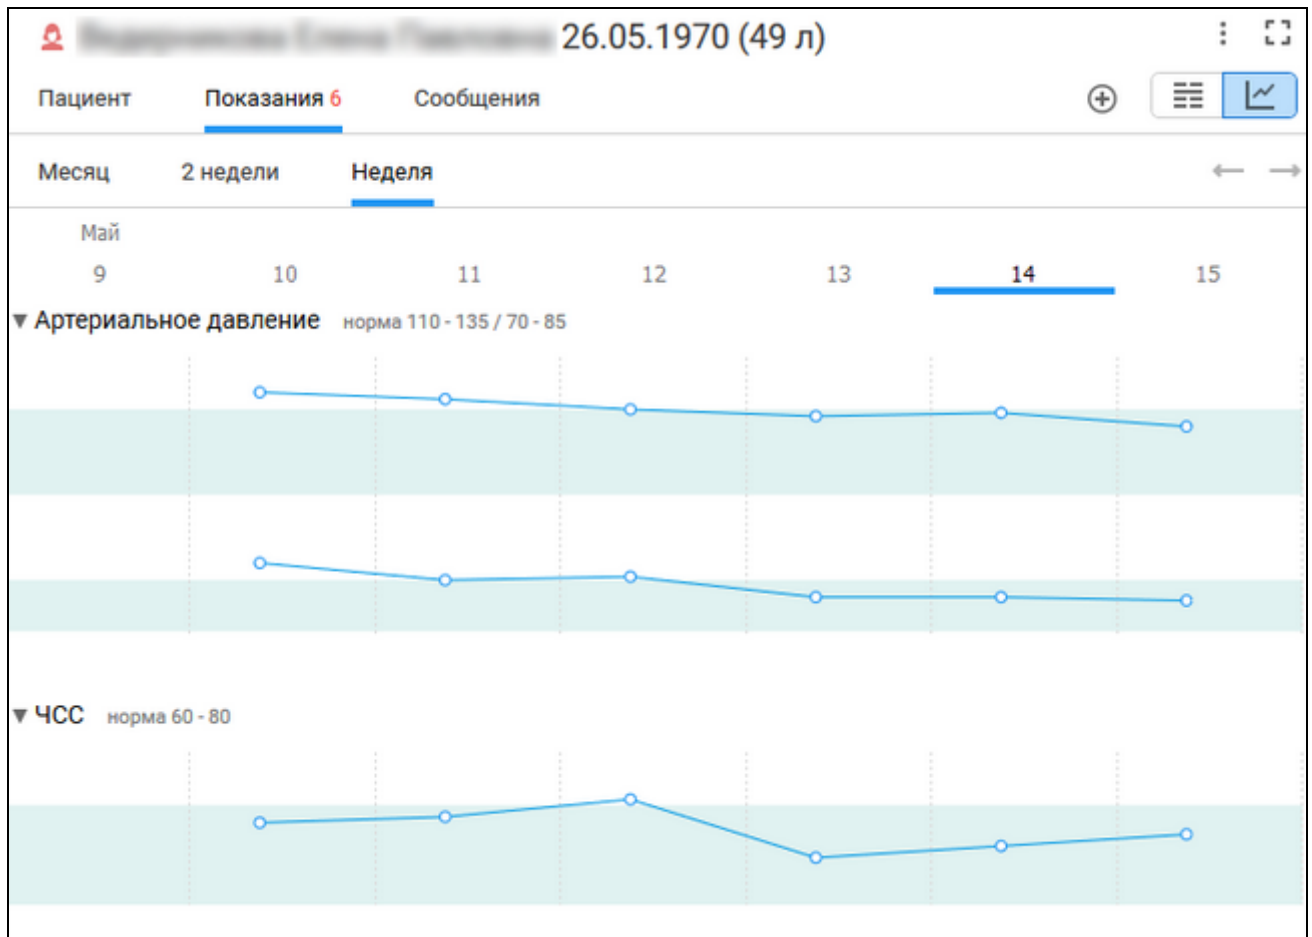 26.05.1970 (49 л)
Пациент Показания 6 Сообщения
Месяц 2 недели Неделя
Май
9 10 11 12 13 14 15
Артериальное давление норма 110 - 135 / 70 - 85
ЧСС норма 60 - 80